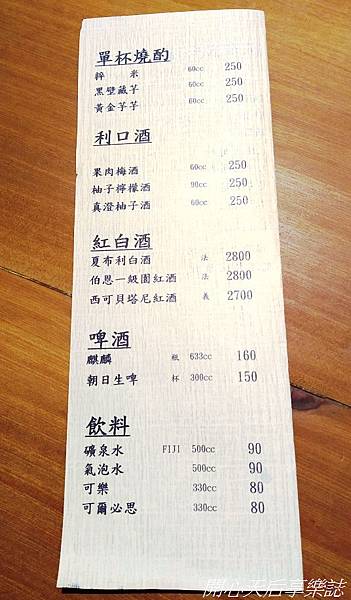 單杯燒酌
粹 米 60cc 250
黑壁藏芋 60cc 250
黃金芋芋 60cc 250
利口酒
果肉梅酒 60cc 250
柚子檸檬酒 90cc 250
真澄柚子酒 60cc 250
紅白酒
夏布利白酒 法 2800
伯恩一級園紅酒 法 2800
西可貝塔尼紅酒 義 2700
啤酒
麒麟 瓶 633cc 160
朝日生啤 杯 300cc 150
飲料
礦泉水 FIJI 500cc 90
氣泡水 500cc 90
可樂 330cc 80
可爾必思 330cc 80
開心天后享樂誌